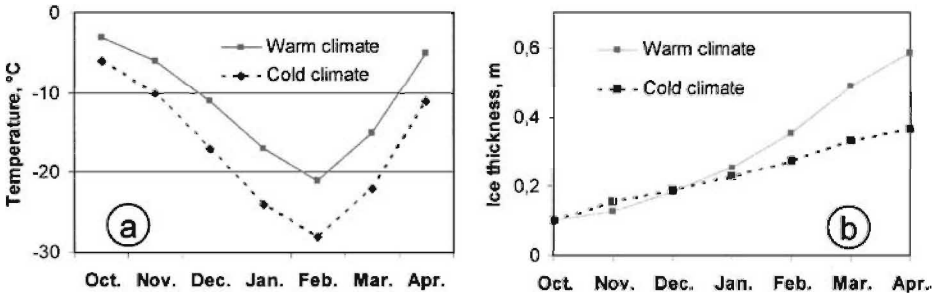 0
-10
-20
-30
Temperature, °C
Warm climate
Cold climate
a
Oct. Nov. Dec. Jan. Feb. Mar. Apr.
0,6
0,4
0,2
0
Ice thickness, m
Warm climate
Cold climate
b
Oct. Nov. Dec. Jan. Feb. Mar. Apr.